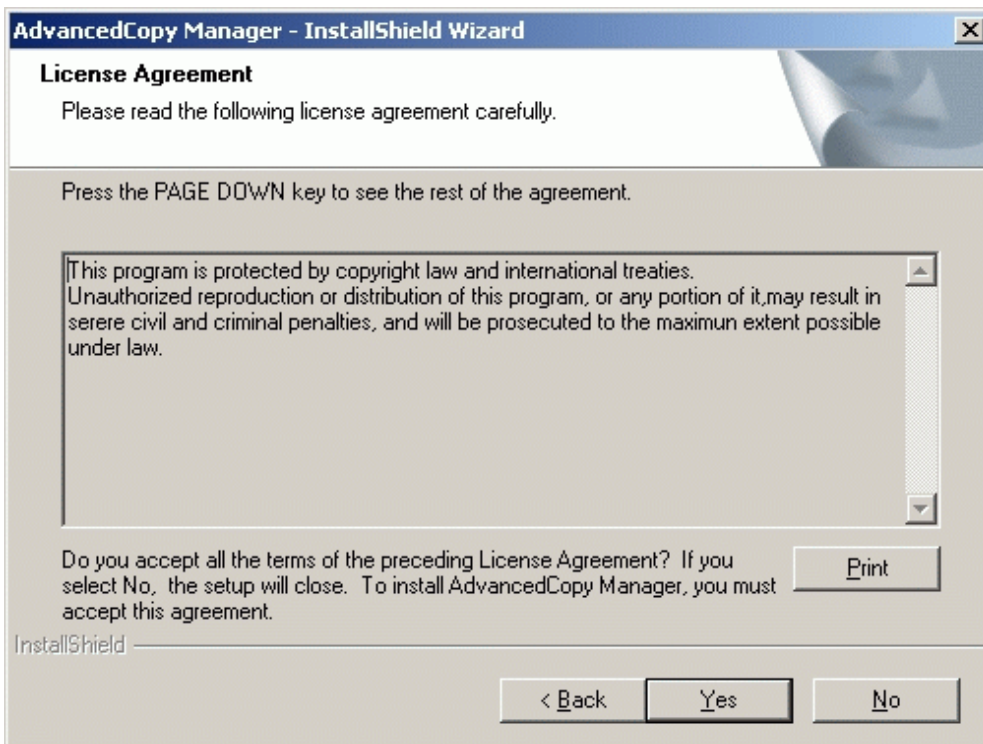 AdvancedCopy Manager - InstallShield Wizard
License Agreement
Please read the following license agreement carefully.
Press the PAGE DOWN key to see the rest of the agreement.
This program is protected by copyright law and international treaties.
Unauthorized reproduction or distribution of this program, or any portion of it,may result in
serere civil and criminal penalties, and will be prosecuted to the maximun extent possible
under law.
Do you accept all the terms of the preceding License Agreement?  If you
select No,  the setup will close.  To install AdvancedCopy Manager, you must
accept this agreement.
Print
InstallShield
< Back
Yes
No